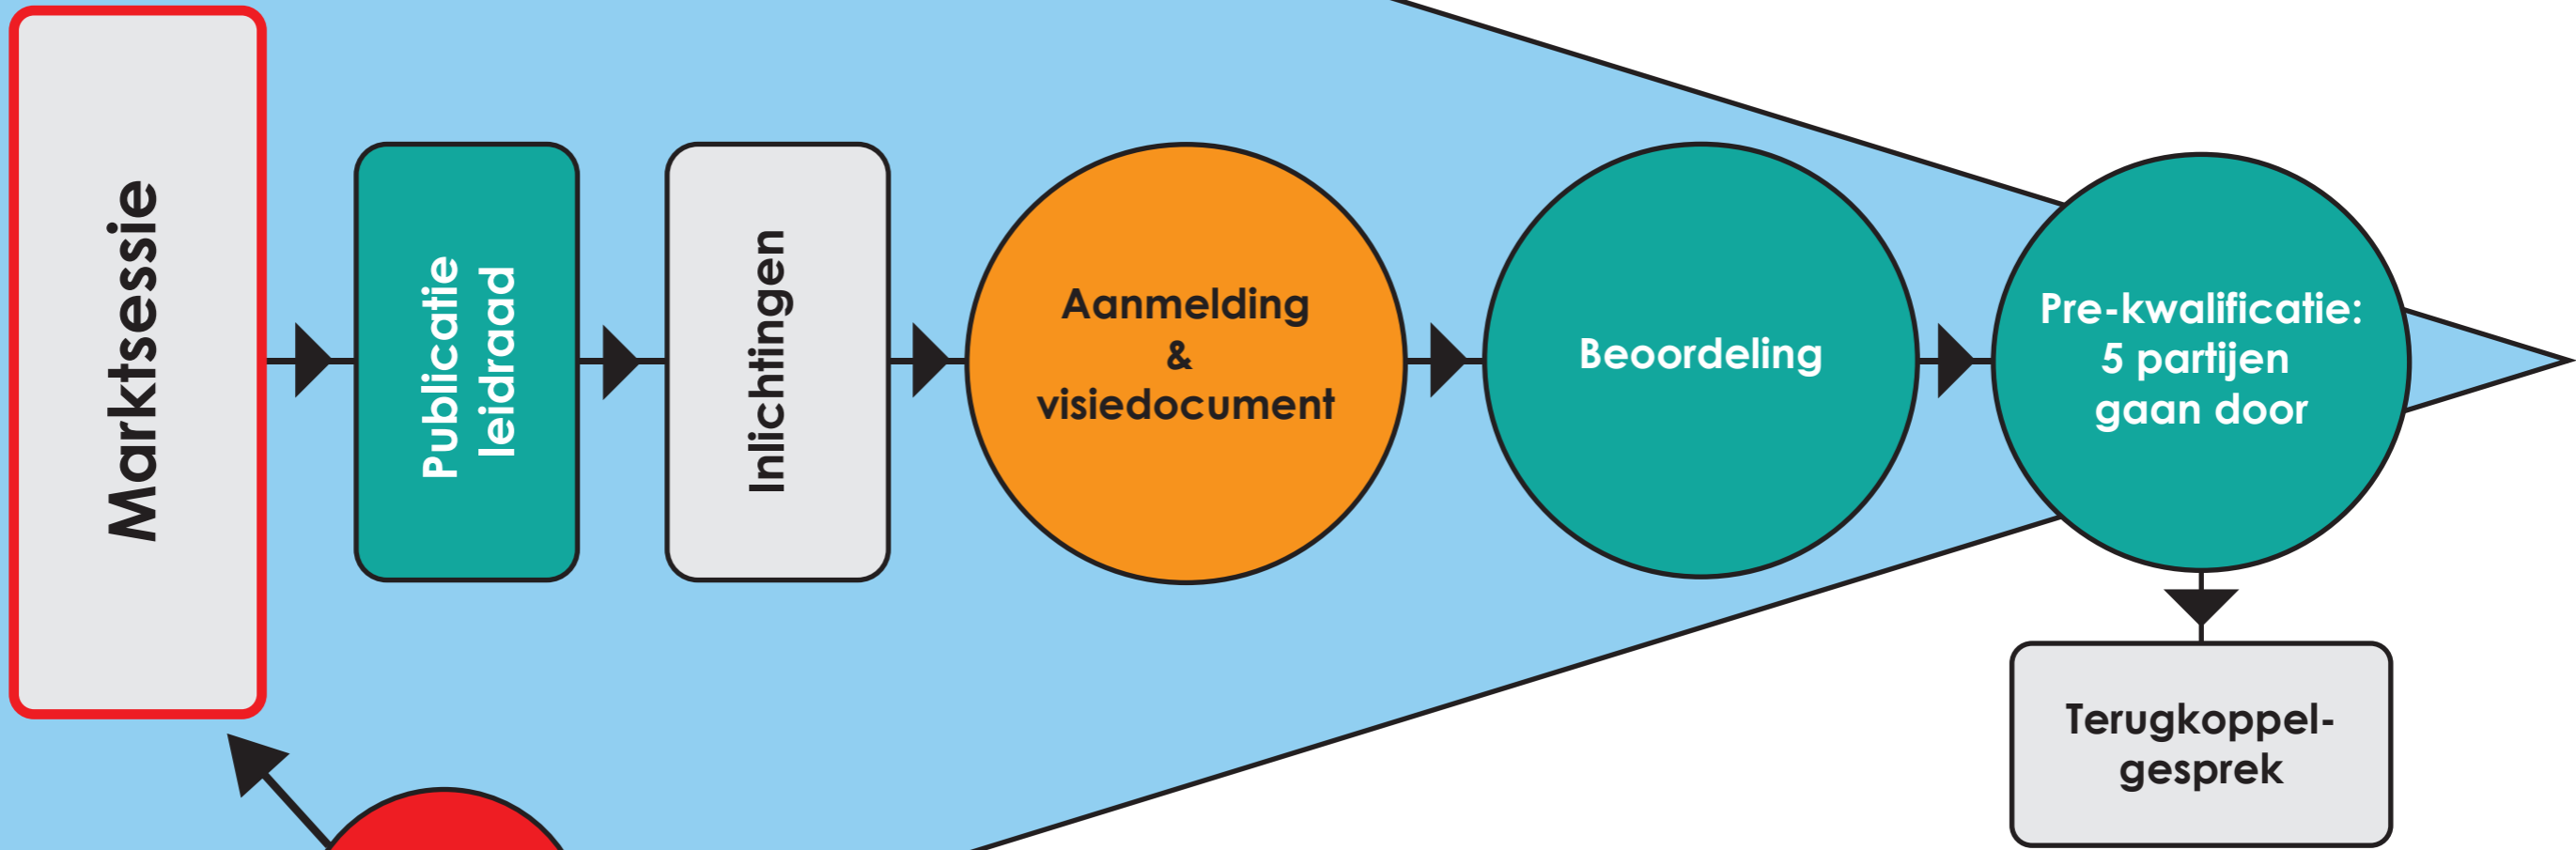 Marktsessie
Publicatie
leidraad
Inlichtingen
Aanmelding
&
visiedocument
Beoordeling
Pre-kwalificatie:
5 partijen
gaan door
Terugkoppel-
gesprek